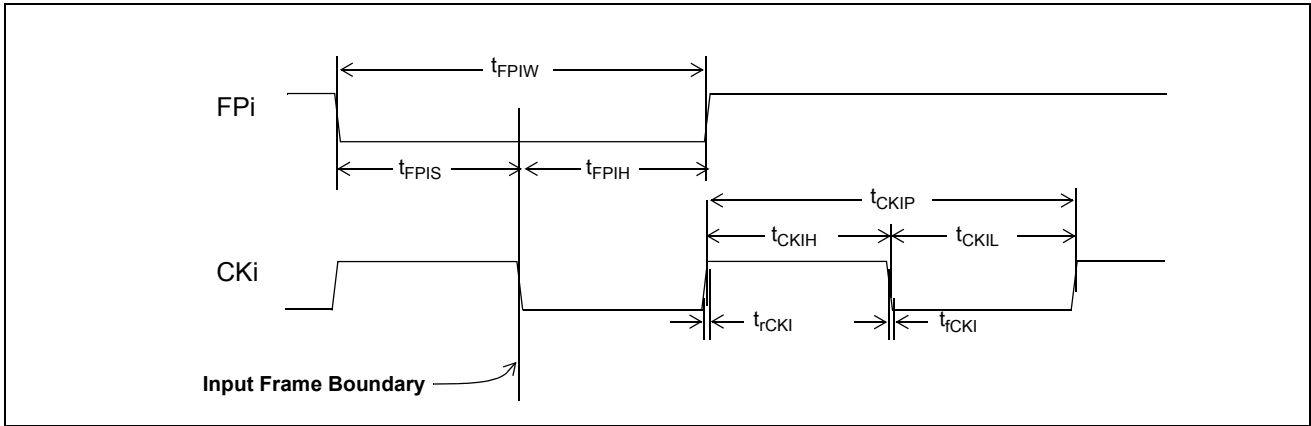 tFPIW
FPi
tFPIS
tFPIH
tCKIP
tCKIH
tCKIL
CKi
trCKI
tfCKI
Input Frame Boundary